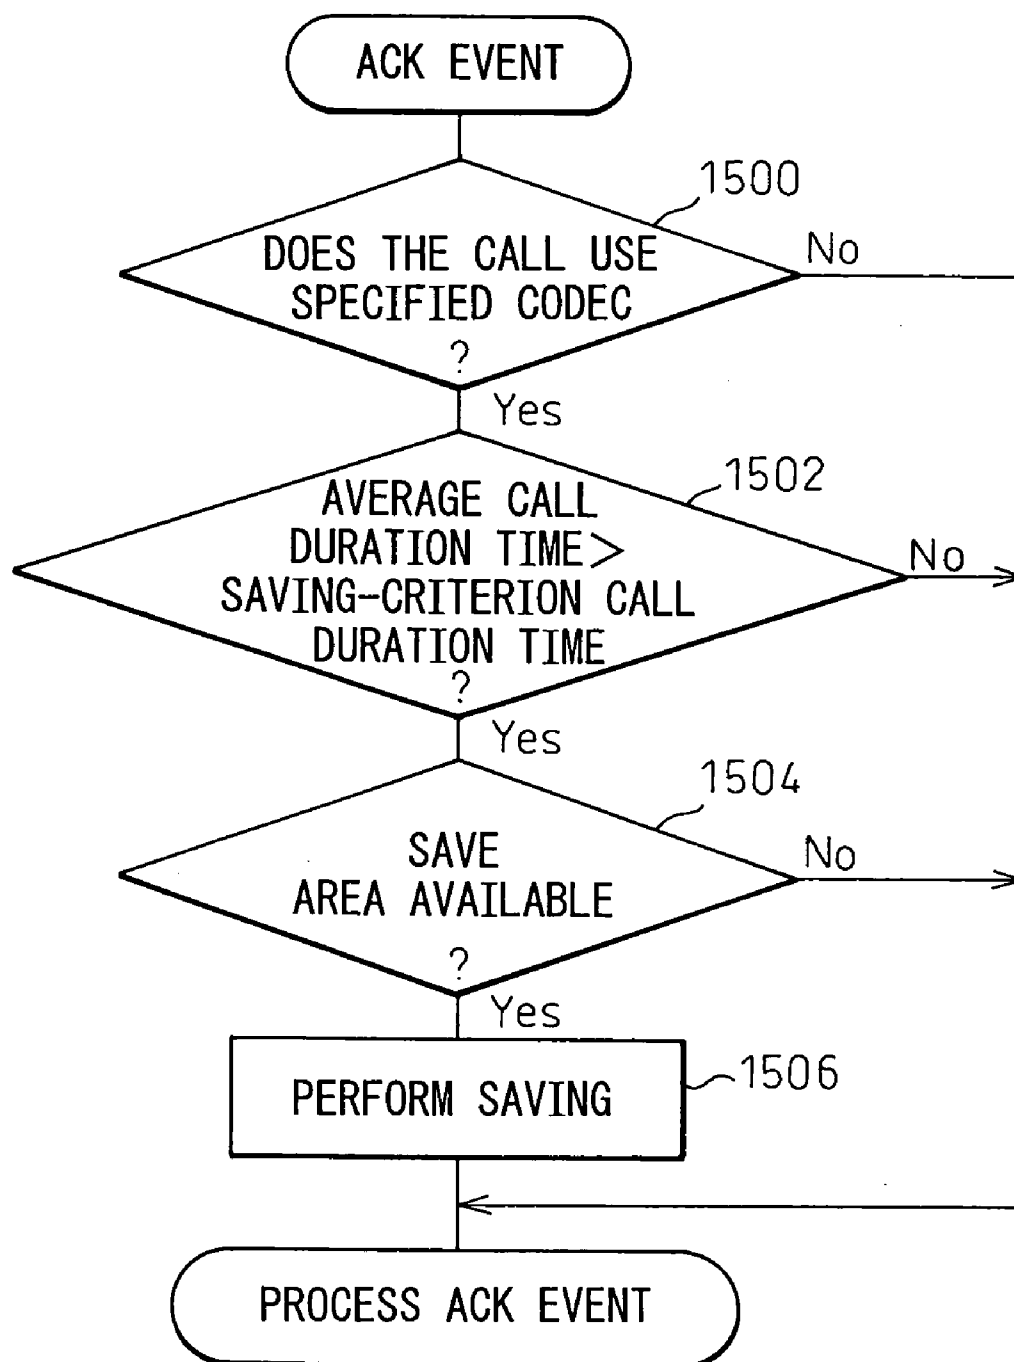 ACK EVENT
1500
DOES THE CALL USE
SPECIFIED CODEC
?
No
Yes
1502
AVERAGE CALL
DURATION TIME>
SAVING-CRITERION CALL
DURATION TIME
?
No
Yes
1504
SAVE
AREA AVAILABLE
?
No
Yes
PERFORM SAVING
1506
PROCESS ACK EVENT